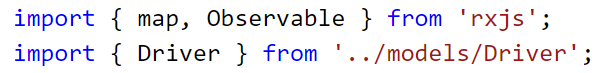 import { map, Observable } from 'rxjs';
import { Driver } from '../models/Driver';